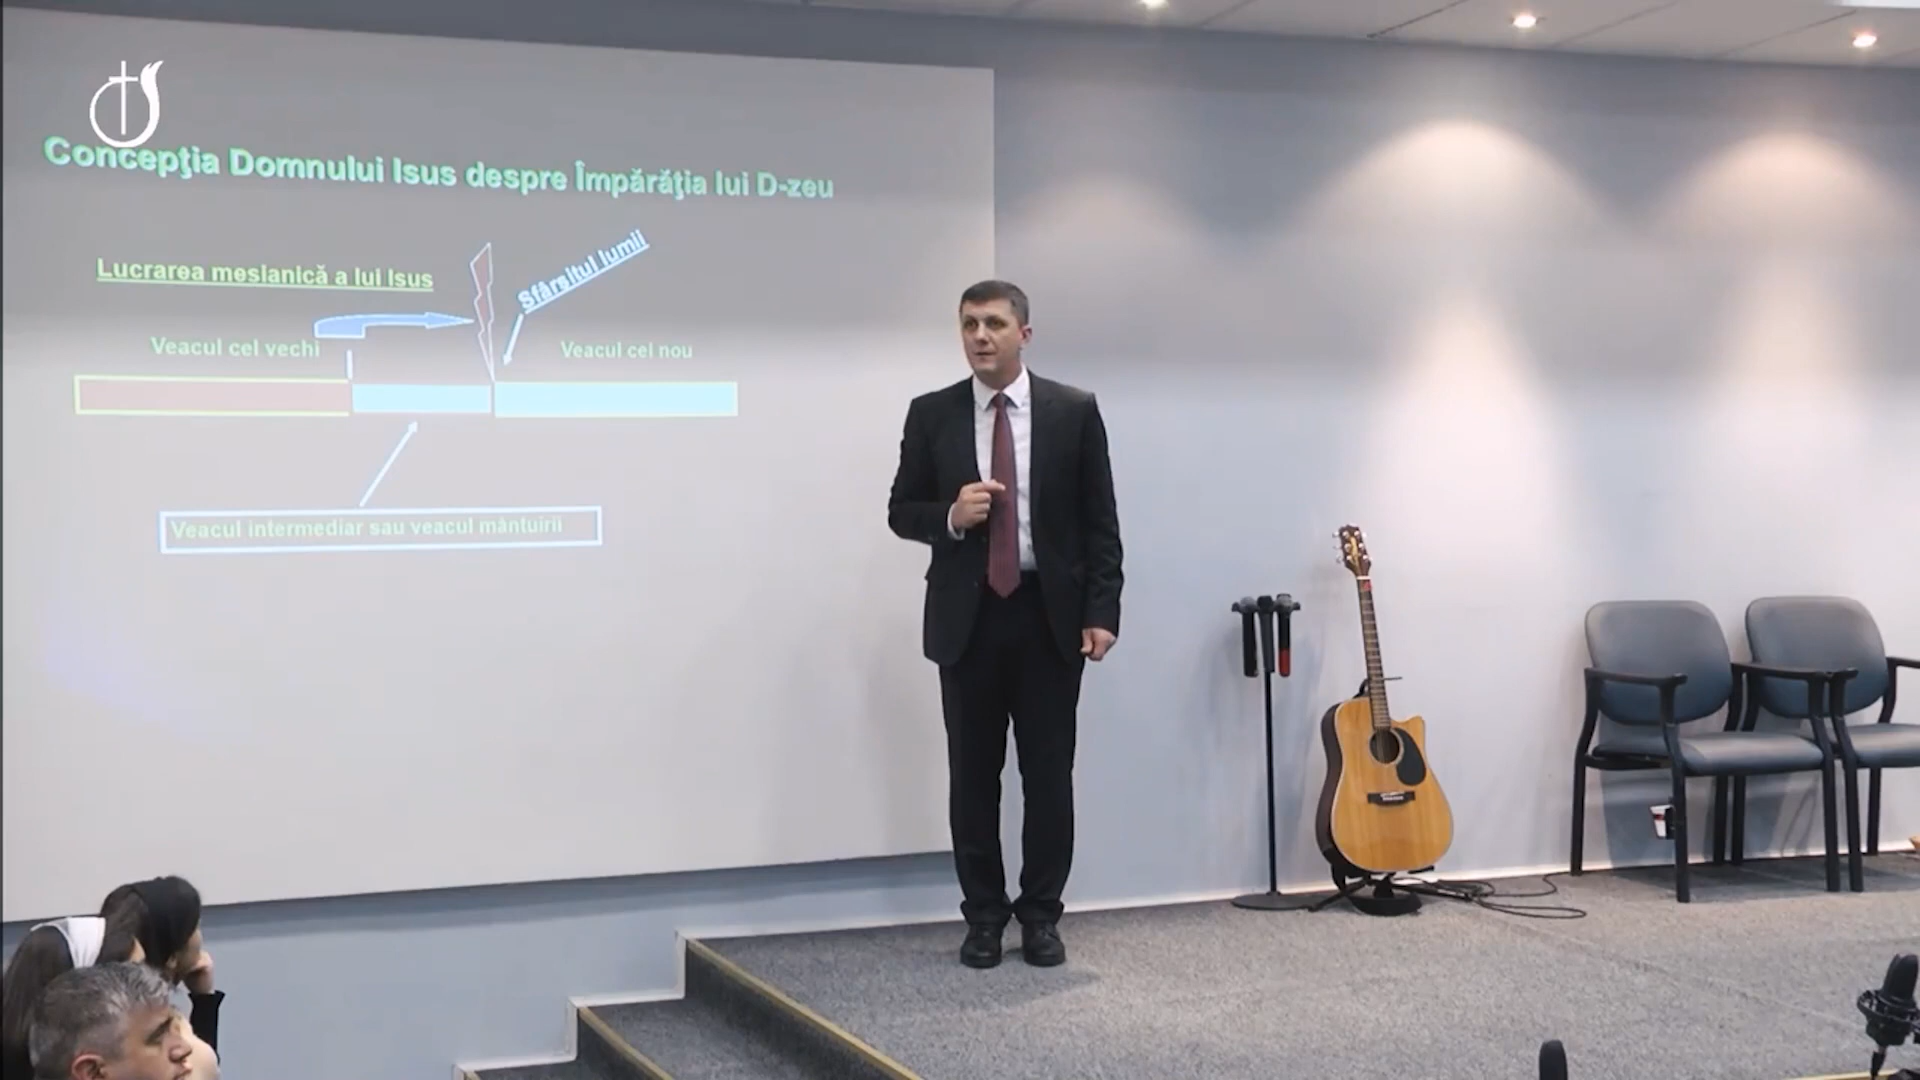 Concepţia Domnului Isus despre Împărăţia lui D-zeu
Lucrarea mesianică a lui Isus
Sfârşitul lumii
Veacul cel vechi
Veacul cel nou
Veacul intermediar sau veacul mântuirii